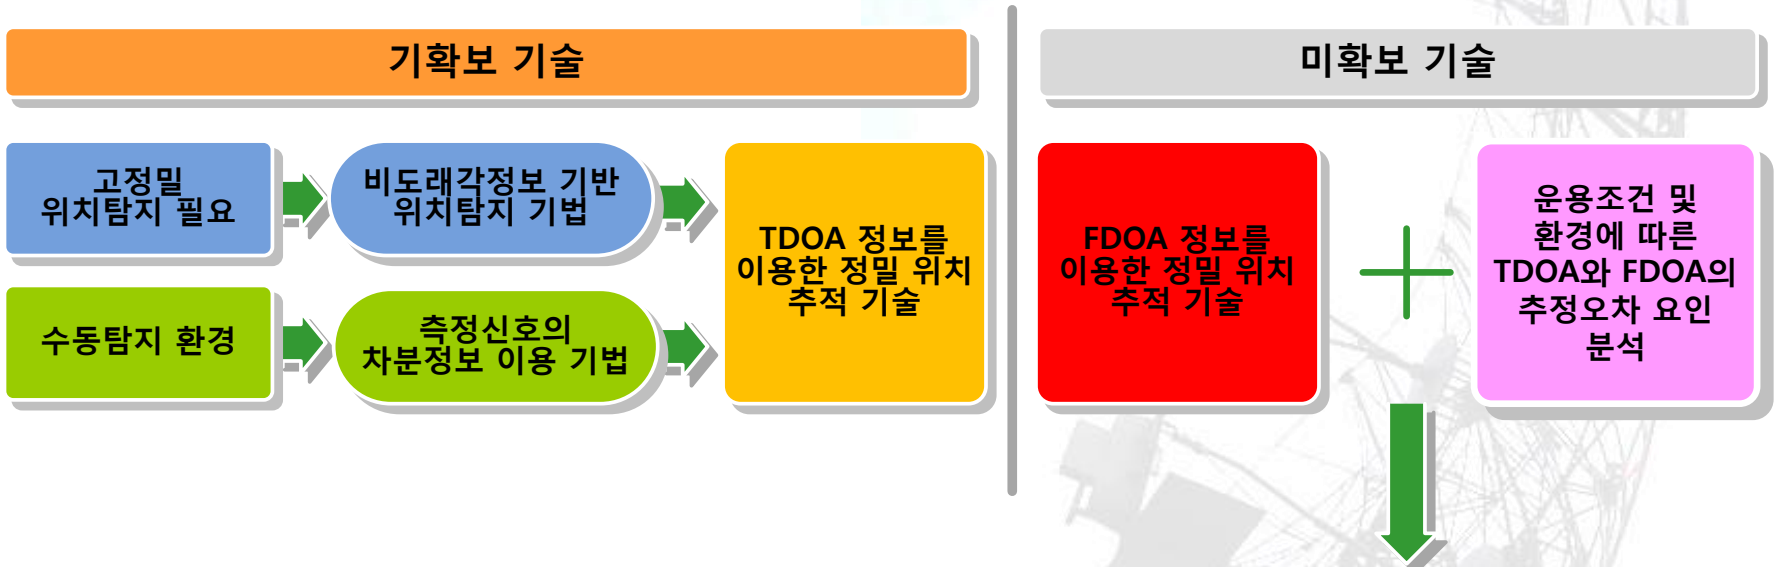 기확보 기술
미확보 기술
고정밀
위치탐지 필요
비도래각정보 기반
위치탐지 기법
수동탐지 환경
측정신호의
차분정보 이용 기법
TDOA 정보를
이용한 정밀 위치
추적 기술
FDOA 정보를
이용한 정밀 위치
추적 기술
운용조건 및
환경에 따른
TDOA와 FDOA의
추정오차 요인
분석